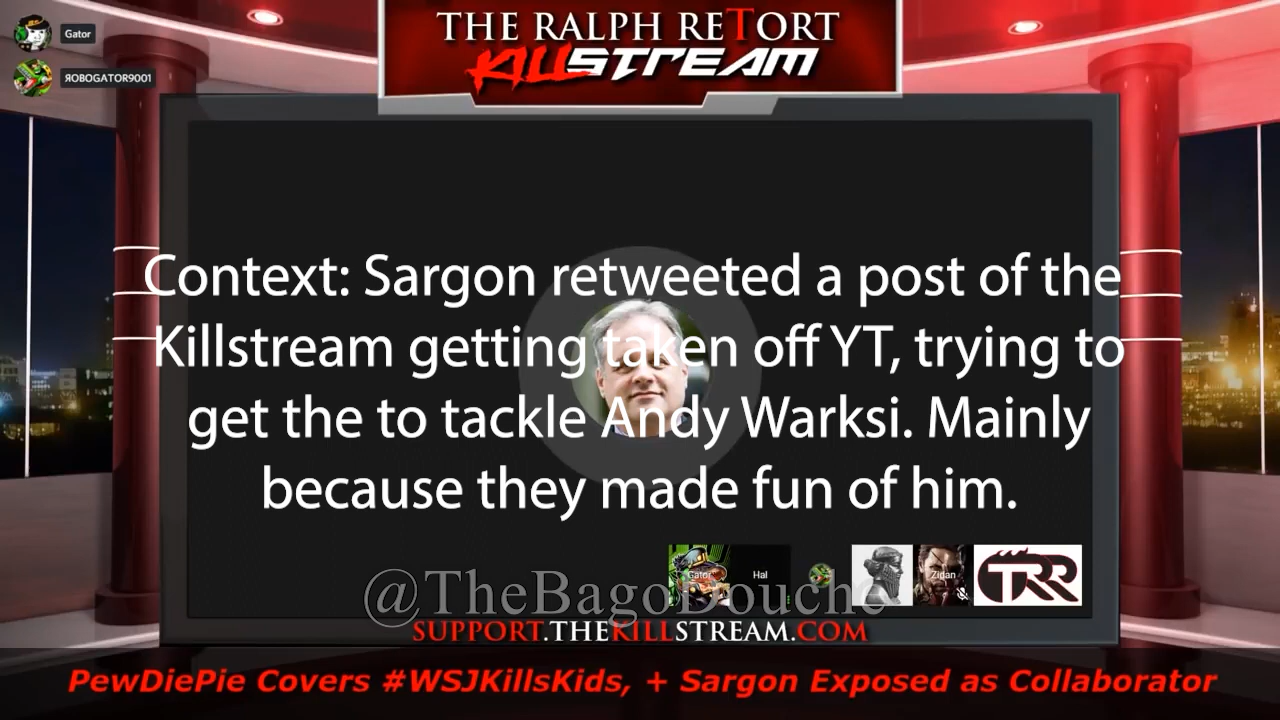 THE RALPH RETORT
KILLSTREAM
Gator
ЯOBOGATOR9001
Context: Sargon retweeted a post of the
Killstream getting taken off YT, trying to
get the to tackle Andy Warksi. Mainly
because they made fun of him.
Gator
Hal
Zidan
TRR
@TheBagoDouche
SUPPORT.THEKILLSTREAM.COM
PewDiePie Covers #WSJKillsKids, + Sargon Exposed as Collaborator